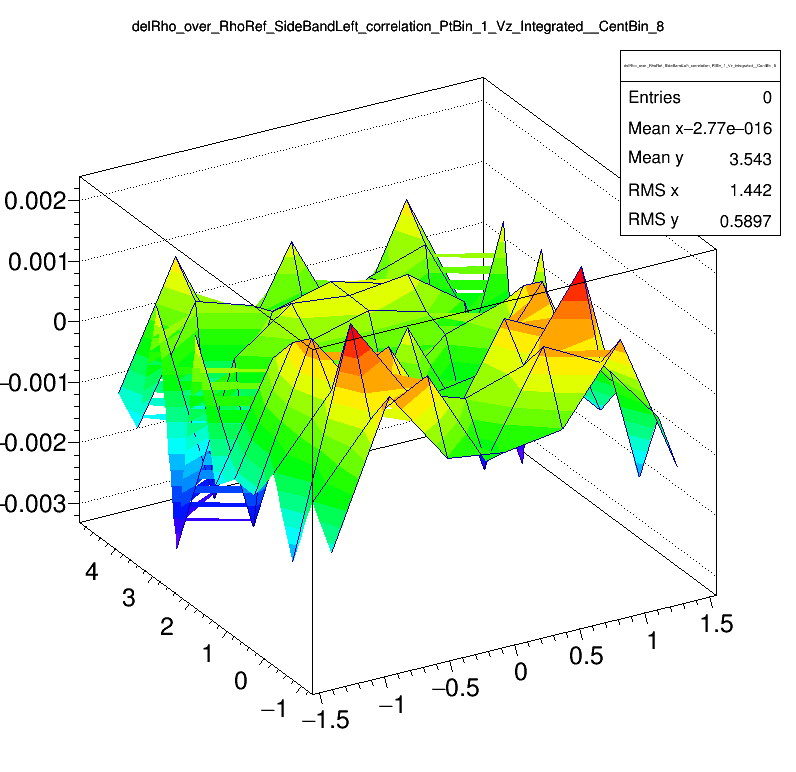 delRho_over_RhoRef_SideBandLeft_correlation_PtBin_1_Vz_Integrated__CentBin_8
delRho_over_RhoRef_SideBandLeft_correlation_PtBin_1_Vz_Integrated__CentBin_8
Entries 0
Mean x −2.77e−016
Mean y 3.543
RMS x 1.442
RMS y 0.5897
0.002
0.001
0
−0.001
−0.002
−0.003
4
3
2
1
0
−1
−1.5
−1
−0.5
0
0.5
1
1.5